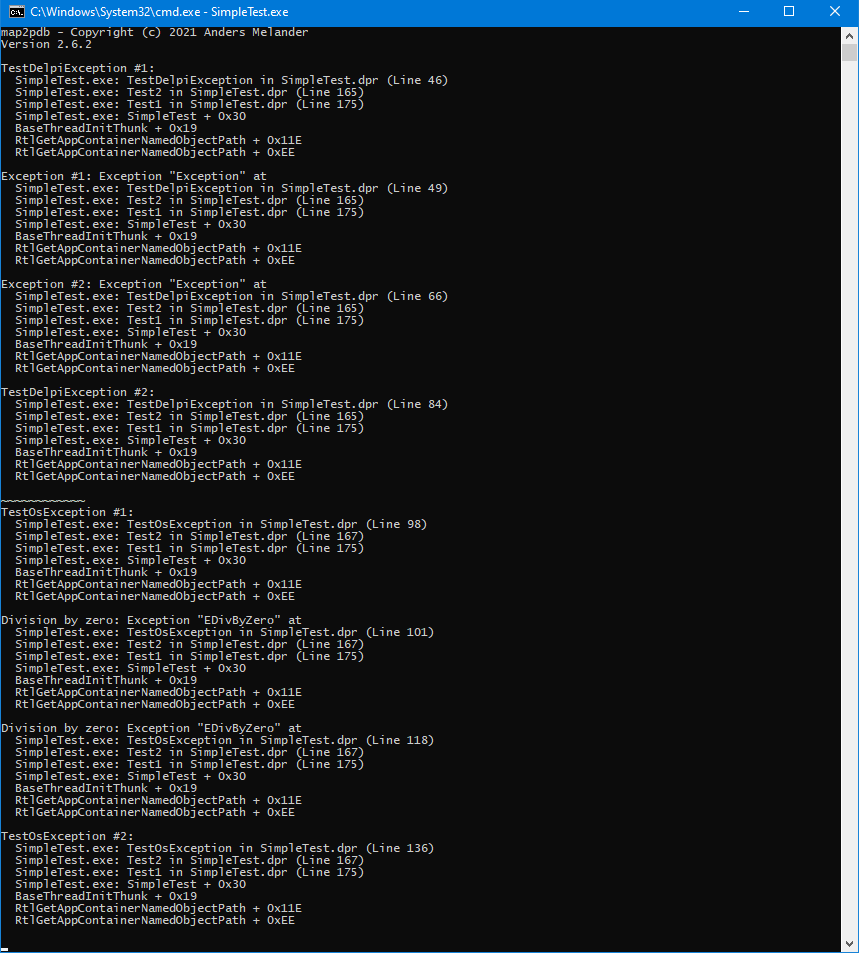 C:\Windows\System32\cmd.exe - SimpleTest.exe
map2pdb - Copyright (c) 2021 Anders Melander
Version 2.6.2
TestDelpiException #1:
SimpleTest.exe: TestDelpiException in SimpleTest.dpr (Line 46)
SimpleTest.exe: Test2 in SimpleTest.dpr (Line 165)
SimpleTest.exe: Test1 in SimpleTest.dpr (Line 175)
SimpleTest.exe: SimpleTest + 0x30
BaseThreadInitThunk + 0x19
RtlGetAppContainerNamedObjectPath + 0x11E
RtlGetAppContainerNamedObjectPath + 0xEE
Exception #1: Exception "Exception" at
SimpleTest.exe: TestDelpiException in SimpleTest.dpr (Line 49)
SimpleTest.exe: Test2 in SimpleTest.dpr (Line 165)
SimpleTest.exe: Test1 in SimpleTest.dpr (Line 175)
SimpleTest.exe: SimpleTest + 0x30
BaseThreadInitThunk + 0x19
RtlGetAppContainerNamedObjectPath + 0x11E
RtlGetAppContainerNamedObjectPath + 0xEE
Exception #2: Exception "Exception" at
SimpleTest.exe: TestDelpiException in SimpleTest.dpr (Line 66)
SimpleTest.exe: Test2 in SimpleTest.dpr (Line 165)
SimpleTest.exe: Test1 in SimpleTest.dpr (Line 175)
SimpleTest.exe: SimpleTest + 0x30
BaseThreadInitThunk + 0x19
RtlGetAppContainerNamedObjectPath + 0x11E
RtlGetAppContainerNamedObjectPath + 0xEE
TestDelpiException #2:
SimpleTest.exe: TestDelpiException in SimpleTest.dpr (Line 84)
SimpleTest.exe: Test2 in SimpleTest.dpr (Line 165)
SimpleTest.exe: Test1 in SimpleTest.dpr (Line 175)
SimpleTest.exe: SimpleTest + 0x30
BaseThreadInitThunk + 0x19
RtlGetAppContainerNamedObjectPath + 0x11E
RtlGetAppContainerNamedObjectPath + 0xEE
~~~~~~~~~~~~
TestOsException #1:
SimpleTest.exe: TestOsException in SimpleTest.dpr (Line 98)
SimpleTest.exe: Test2 in SimpleTest.dpr (Line 167)
SimpleTest.exe: Test1 in SimpleTest.dpr (Line 175)
SimpleTest.exe: SimpleTest + 0x30
BaseThreadInitThunk + 0x19
RtlGetAppContainerNamedObjectPath + 0x11E
RtlGetAppContainerNamedObjectPath + 0xEE
Division by zero: Exception "EDivByZero" at
SimpleTest.exe: TestOsException in SimpleTest.dpr (Line 101)
SimpleTest.exe: Test2 in SimpleTest.dpr (Line 167)
SimpleTest.exe: Test1 in SimpleTest.dpr (Line 175)
SimpleTest.exe: SimpleTest + 0x30
BaseThreadInitThunk + 0x19
RtlGetAppContainerNamedObjectPath + 0x11E
RtlGetAppContainerNamedObjectPath + 0xEE
Division by zero: Exception "EDivByZero" at
SimpleTest.exe: TestOsException in SimpleTest.dpr (Line 118)
SimpleTest.exe: Test2 in SimpleTest.dpr (Line 167)
SimpleTest.exe: Test1 in SimpleTest.dpr (Line 175)
SimpleTest.exe: SimpleTest + 0x30
BaseThreadInitThunk + 0x19
RtlGetAppContainerNamedObjectPath + 0x11E
RtlGetAppContainerNamedObjectPath + 0xEE
TestOsException #2:
SimpleTest.exe: TestOsException in SimpleTest.dpr (Line 136)
SimpleTest.exe: Test2 in SimpleTest.dpr (Line 167)
SimpleTest.exe: Test1 in SimpleTest.dpr (Line 175)
SimpleTest.exe: SimpleTest + 0x30
BaseThreadInitThunk + 0x19
RtlGetAppContainerNamedObjectPath + 0x11E
RtlGetAppContainerNamedObjectPath + 0xEE